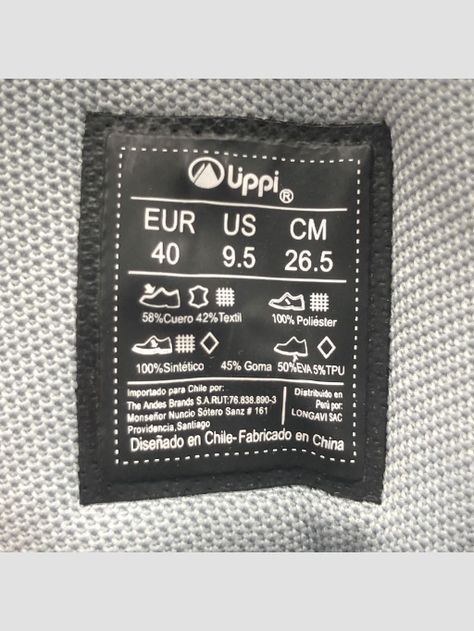 Lippi®
EUR US CM
40 9.5 26.5
58%Cuero 42%Textil 100% Poliéster
100%Sintético 45% Goma 50%EVA 5%TPU
Importado para Chile por:
The Andes Brands S.A.RUT:76.838.890-3
Monseñor Nuncio Sótero Sanz # 161
Providencia,Santiago
Distribuido en
Perú por:
LONGAVI SAC
Diseñado en Chile-Fabricado en China